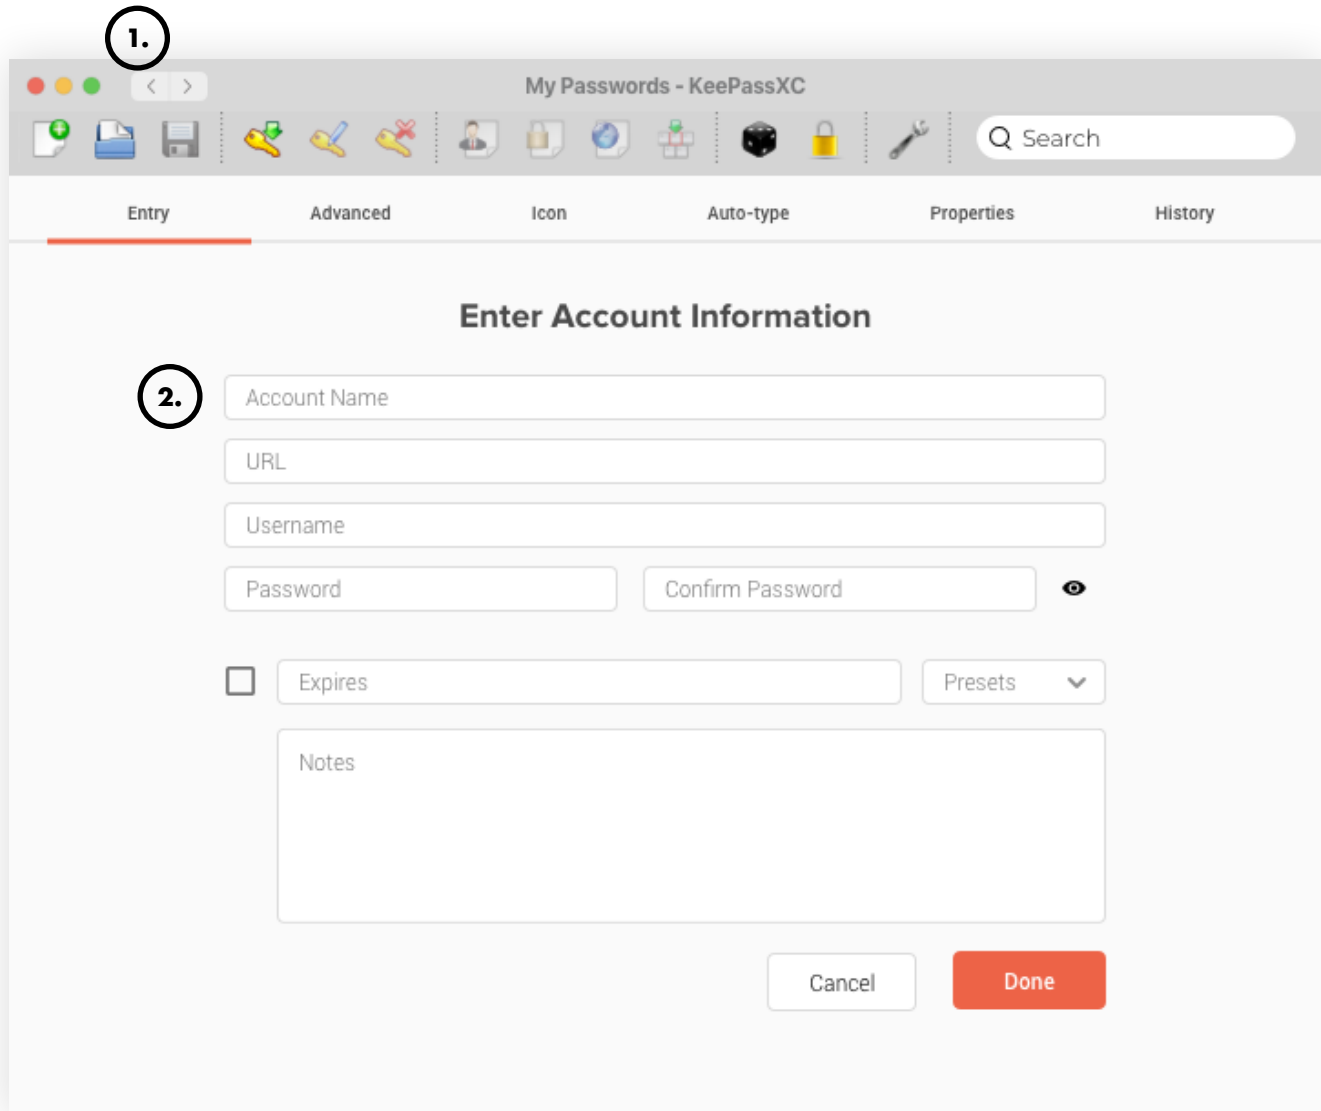 1.
My Passwords - KeePassXC
Search
Entry Advanced Icon Auto-type Properties History
Enter Account Information
2. Account Name
URL
Username
Password Confirm Password
Expires Presets
Notes
Cancel Done